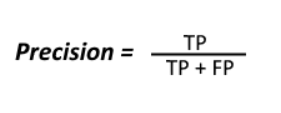 Precision = TP
TP + FP